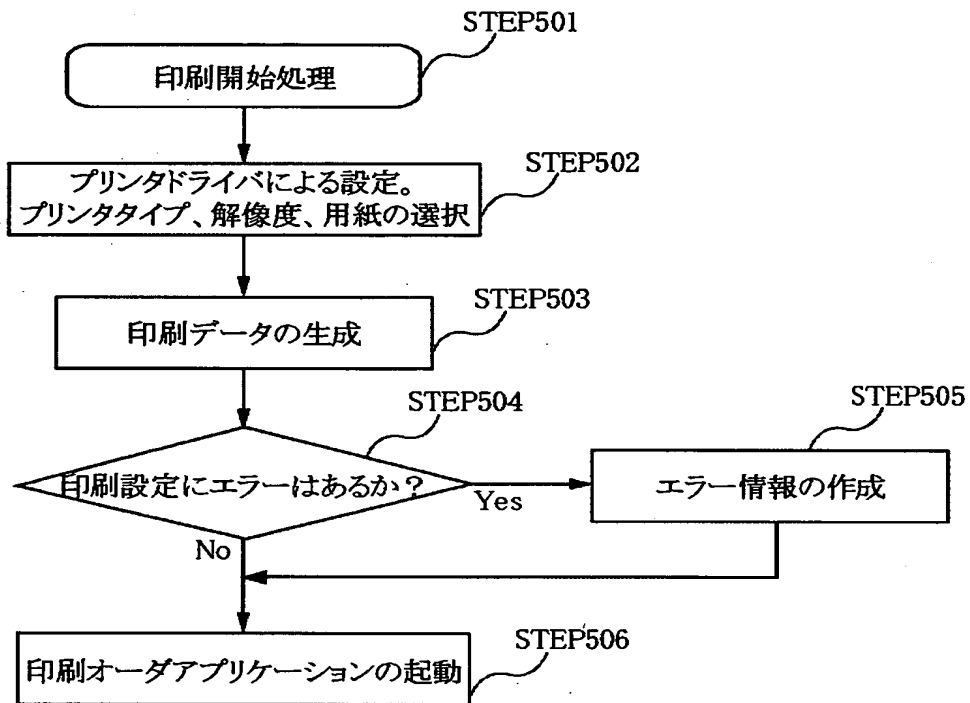 STEP501
印刷開始処理
STEP502
プリンタドライバによる設定。
プリンタタイプ、解像度、用紙の選択
STEP503
印刷データの生成
STEP504
印刷設定にエラーはあるか？
Yes
STEP505
エラー情報の作成
No
STEP506
印刷オーダアプリケーションの起動